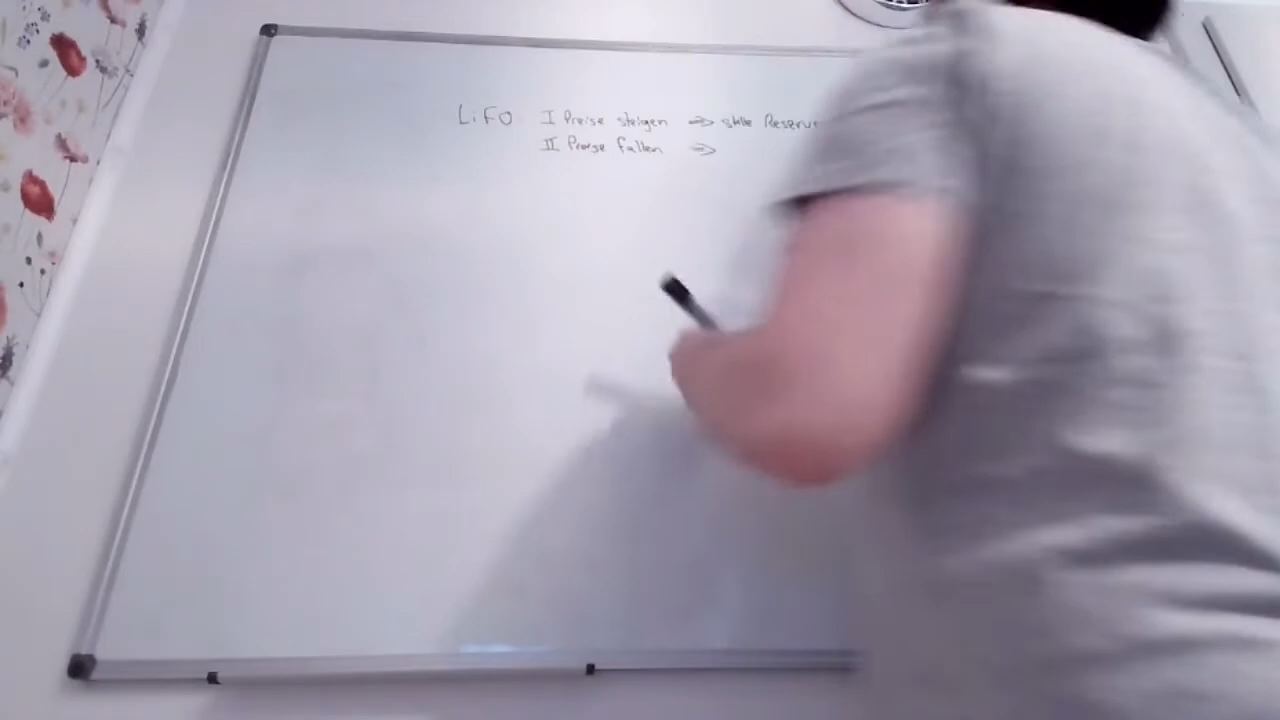 LiFO I Preise steigen => stille Reserve
II Preise fallen =>